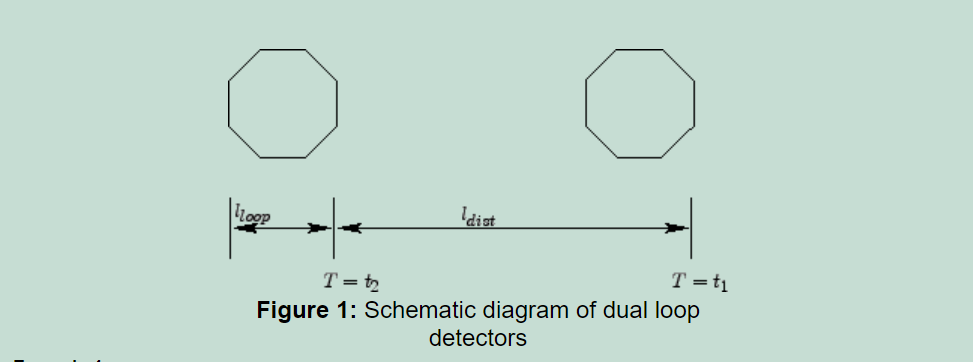 l_loop
l_dist
T = t_2
T = t_1
Figure 1: Schematic diagram of dual loop
detectors